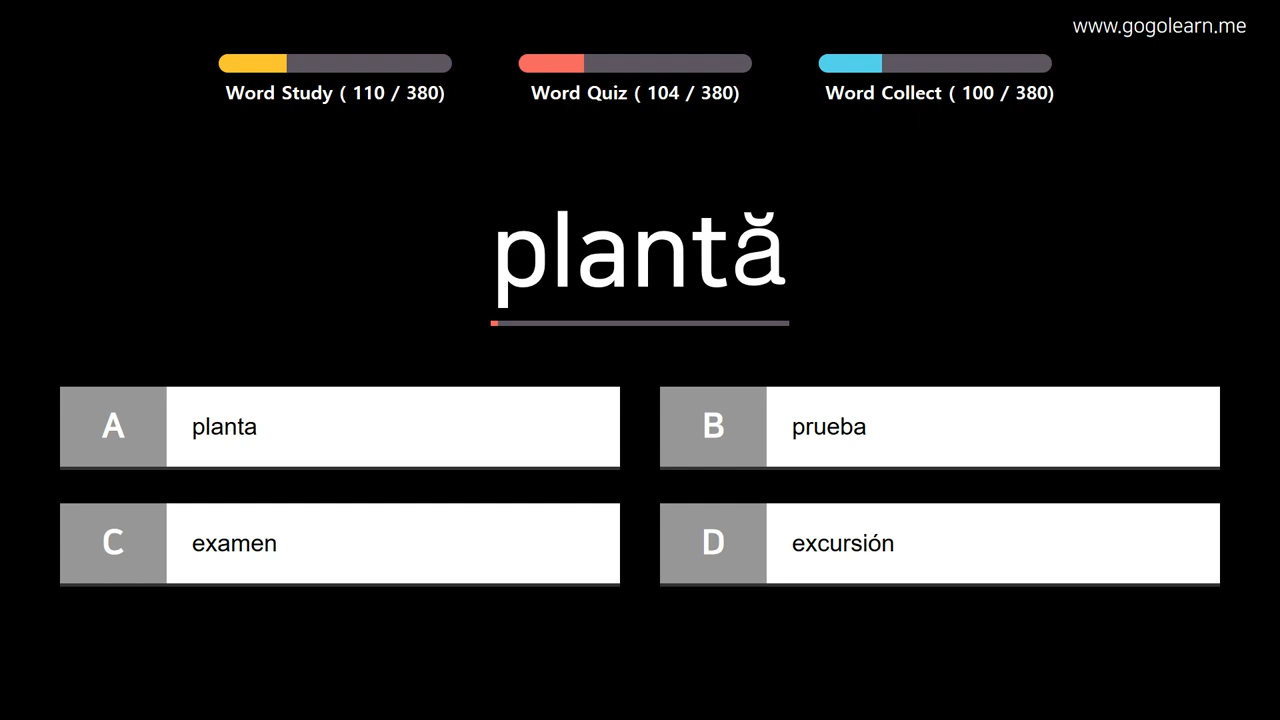 www.gogolearn.me
Word Study ( 110 / 380)
Word Quiz ( 104 / 380)
Word Collect ( 100 / 380)
plantă
A planta
B prueba
C examen
D excursión